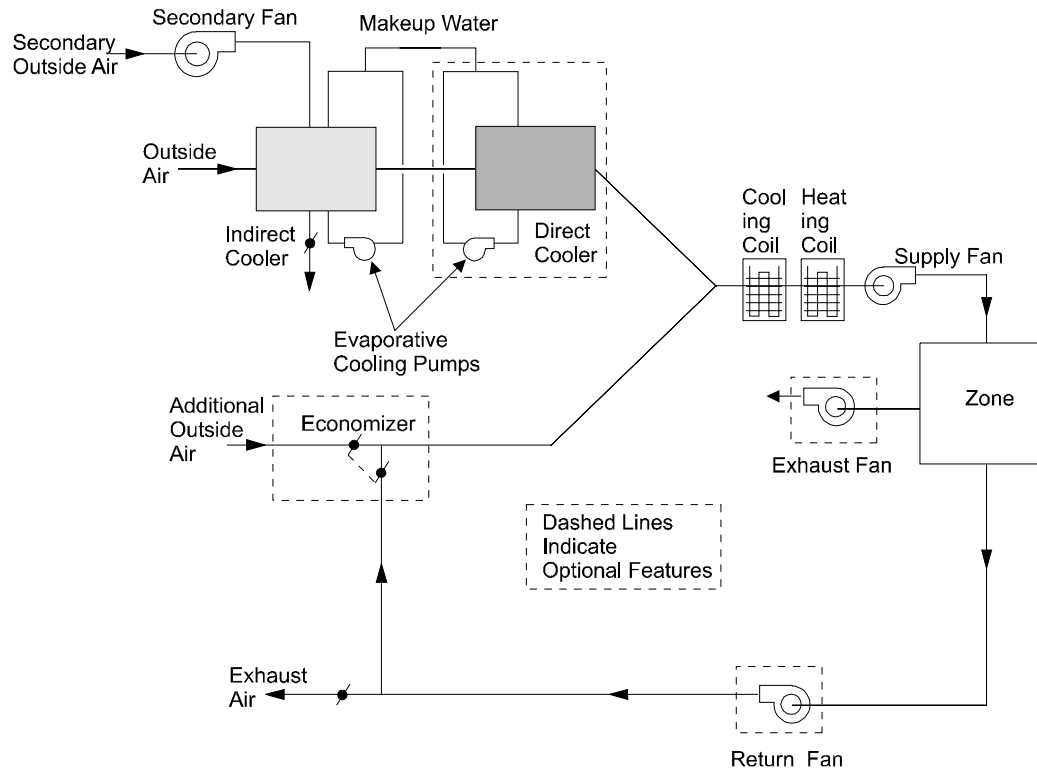 Secondary Fan
Makeup Water
Secondary
Outside Air
Outside
Air
Indirect
Cooler
Direct
Cooler
Evaporative
Cooling Pumps
Cool
ing
Coil
Heat
ing
Coil
Supply Fan
Zone
Exhaust Fan
Additional
Outside
Air
Economizer
Dashed Lines
Indicate
Optional Features
Exhaust
Air
Return Fan